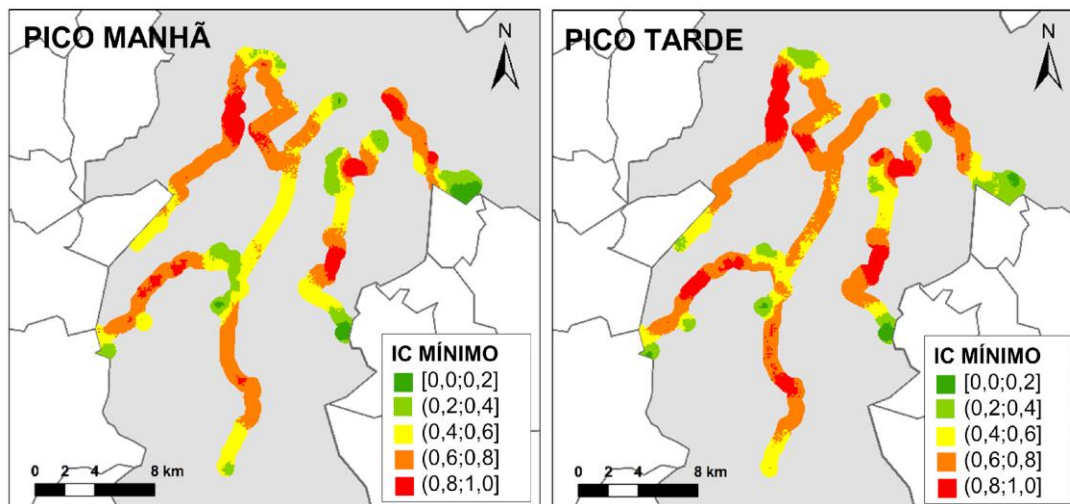 PICO MANHÃ
N
IC MÍNIMO
[0,0;0,2]
(0,2;0,4]
(0,4;0,6]
(0,6;0,8]
(0,8;1,0]
0 2 4 8 km
PICO TARDE
N
IC MÍNIMO
[0,0;0,2]
(0,2;0,4]
(0,4;0,6]
(0,6;0,8]
(0,8;1,0]
0 2 4 8 km